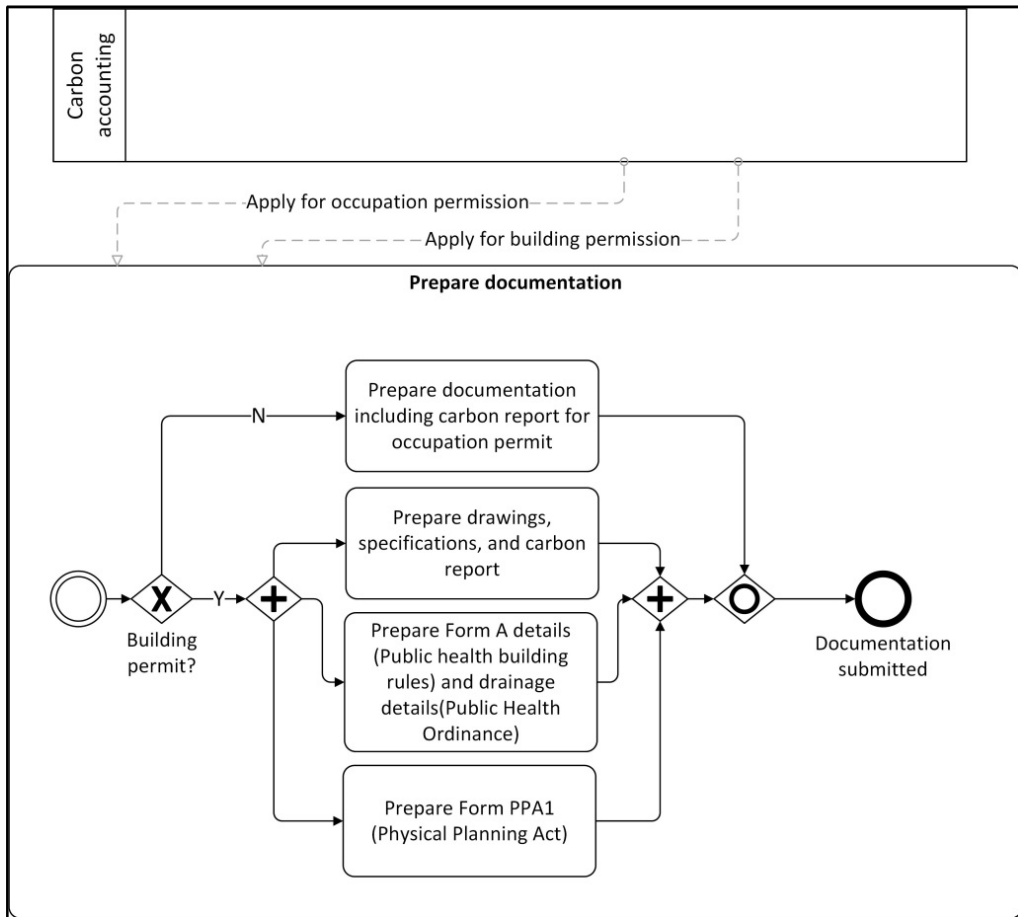 Carbon
accounting
Apply for occupation permission
Apply for building permission
Prepare documentation
Prepare documentation
including carbon report for
occupation permit
N
Prepare drawings,
specifications, and carbon
report
X
Y
Building
permit?
Prepare Form A details
(Public health building
rules) and drainage
details(Public Health
Ordinance)
Documentation
submitted
Prepare Form PPA1
(Physical Planning Act)